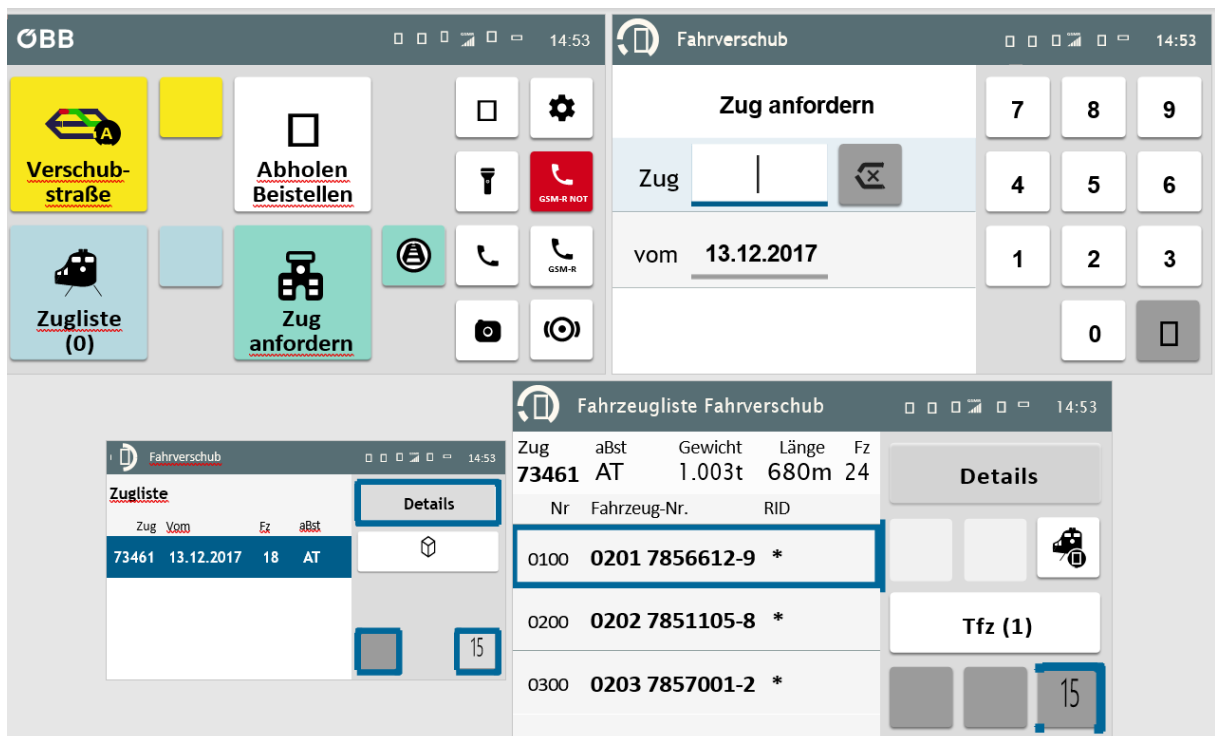 ÖBB 14:53
Verschub-
straße
Abholen
Beistellen
GSM-R NOT
GSM-R
Zugliste
(0)
Zug
anfordern
Fahrverschub 14:53
Zug anfordern
Zug
vom 13.12.2017
7 8 9
4 5 6
1 2 3
0
Fahrverschub 14:53
Zugliste
Zug Vom Fz aBst
73461 13.12.2017 18 AT
Details
15
Fahrzeugliste Fahrverschub 14:53
Zug aBst Gewicht Länge Fz
73461 AT 1.003t 680m 24
Nr Fahrzeug-Nr. RID
0100 0201 7856612-9 *
0200 0202 7851105-8 *
0300 0203 7857001-2 *
Details
Tfz (1)
15